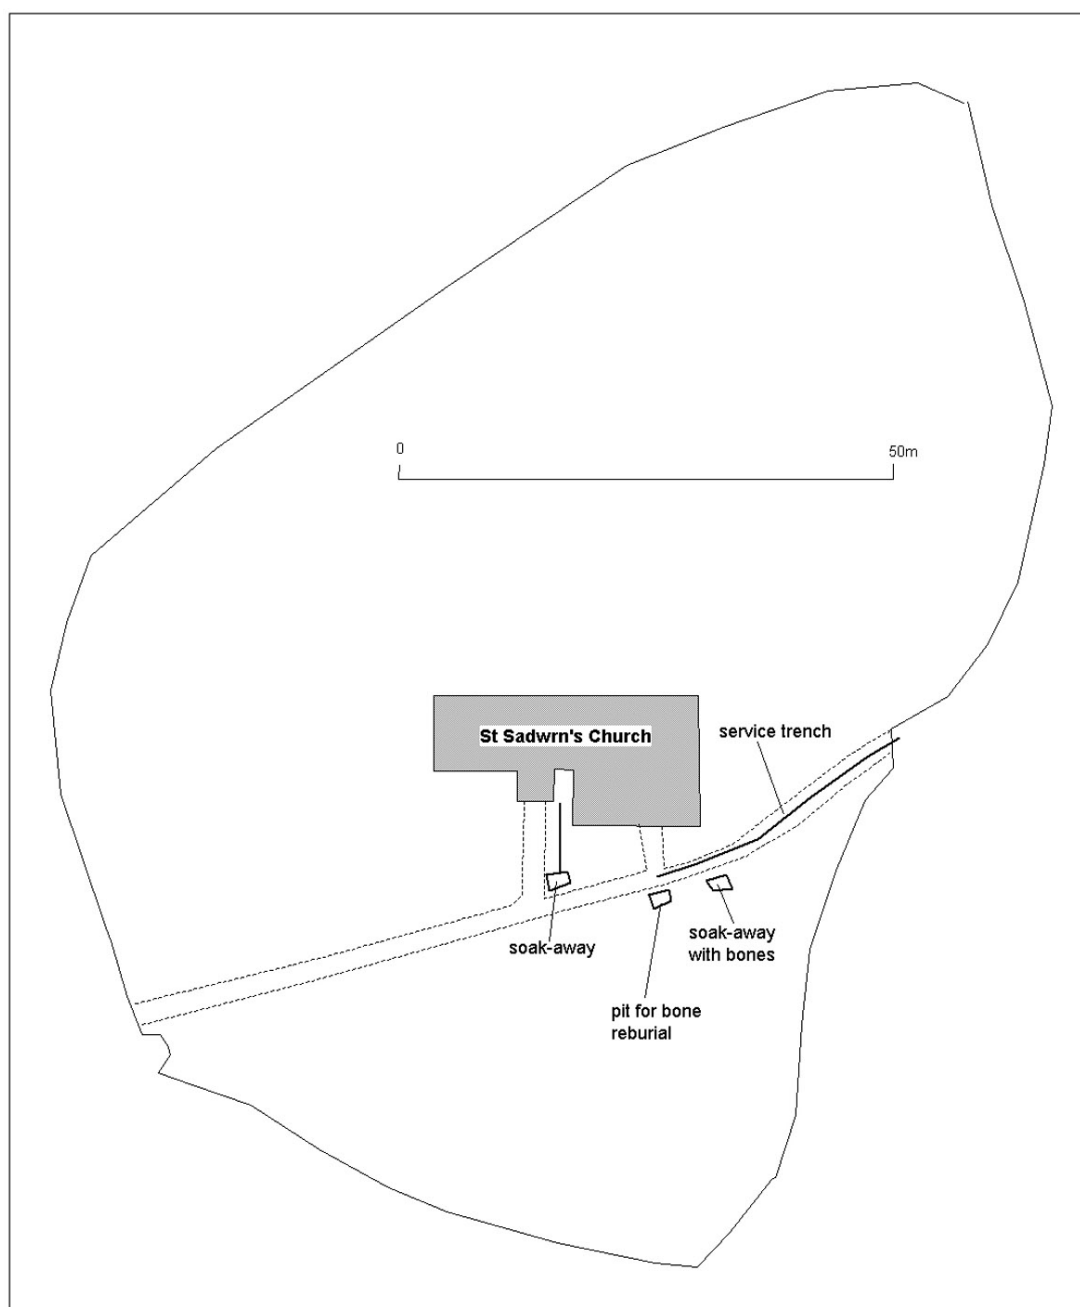 0
50m
St Sadwrn's Church
service trench
soak-away
soak-away
with bones
pit for bone
reburial